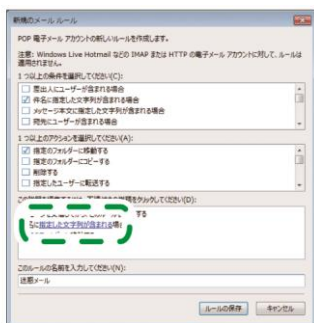 新規のメール ルール
POP 電子メール アカウントの新しいルールを作成します。
注意: Windows Live Hotmail などの IMAP または HTTP の電子メール アカウントに対して、ルールは
適用されません。
1 つ以上の条件を選択してください(C):
差出人にユーザーが含まれる場合
件名に指定した文字列が含まれる場合
メッセージ本文に指定した文字列が含まれる場合
宛先にユーザーが含まれる場合
1 つ以上のアクションを選択してください(A):
指定のフォルダーに移動する
指定のフォルダーにコピーする
削除する
指定したユーザーに転送する
をクリックしてください(D):
する
名に指定した文字列が含まれる場
このルールの名前を入力してください(N):
迷惑メール
ルールの保存 キャンセル